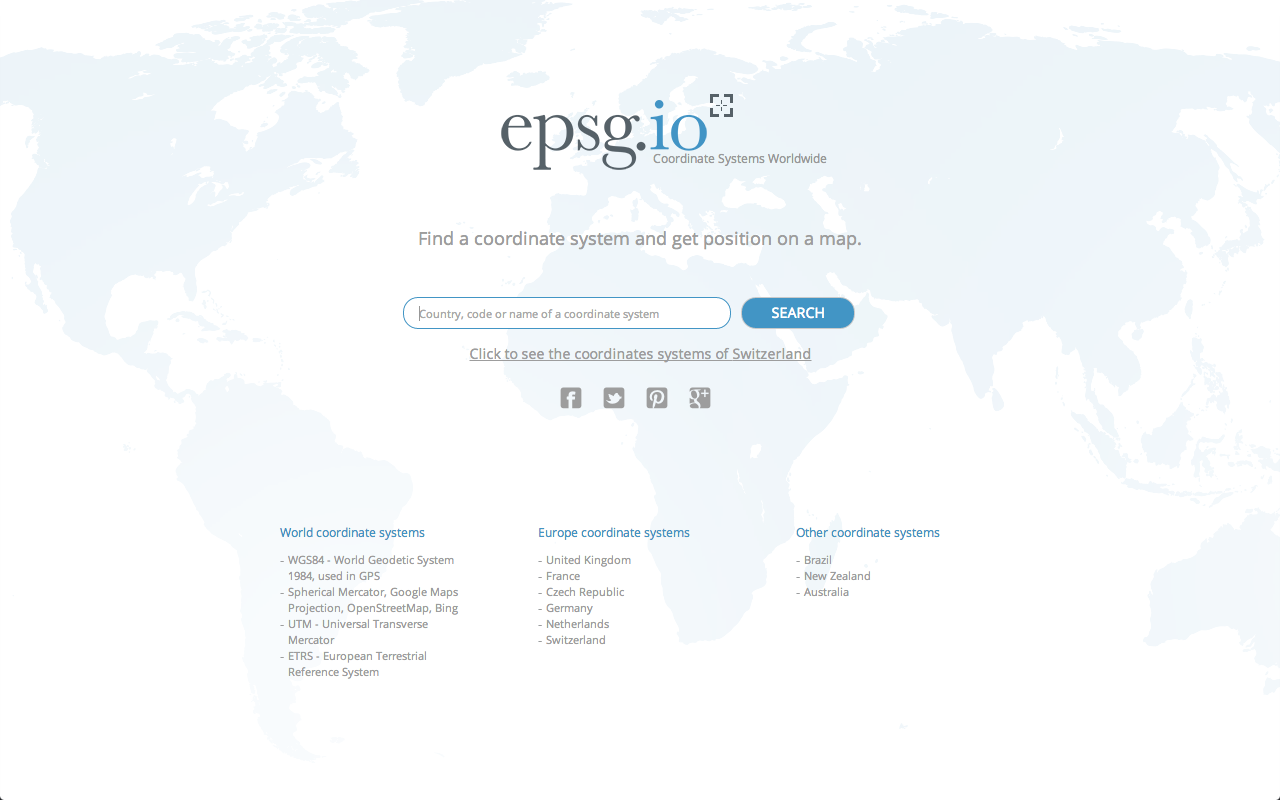 epsg.io
Coordinate Systems Worldwide
Find a coordinate system and get position on a map.
Country, code or name of a coordinate system
SEARCH
Click to see the coordinates systems of Switzerland
World coordinate systems
- WGS84 - World Geodetic System
1984, used in GPS
- Spherical Mercator, Google Maps
Projection, OpenStreetMap, Bing
- UTM - Universal Transverse
Mercator
- ETRS - European Terrestrial
Reference System
Europe coordinate systems
- United Kingdom
- France
- Czech Republic
- Germany
- Netherlands
- Switzerland
Other coordinate systems
- Brazil
- New Zealand
- Australia